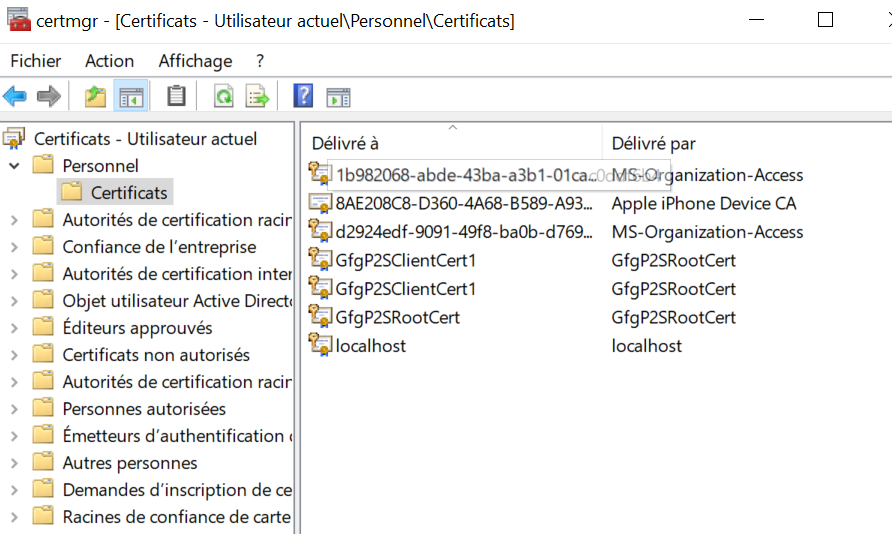 certmgr - [Certificats - Utilisateur actuel\Personnel\Certificats]
Fichier Action Affichage ?
Certificats - Utilisateur actuel
Personnel
Certificats
Autorités de certification racin
Confiance de l'entreprise
Autorités de certification inter
Objet utilisateur Active Directo
Éditeurs approuvés
Certificats non autorisés
Autorités de certification racin
Personnes autorisées
Émetteurs d'authentification
Autres personnes
Demandes d'inscription de ce
Racines de confiance de carte
Délivré à Délivré par
1b982068-abde-43ba-a3b1-01ca... MS-Organization-Access
8AE208C8-D360-4A68-B589-A93... Apple iPhone Device CA
d2924edf-9091-49f8-ba0b-d769... MS-Organization-Access
GfgP2SClientCert1 GfgP2SRootCert
GfgP2SClientCert1 GfgP2SRootCert
GfgP2SRootCert GfgP2SRootCert
localhost localhost